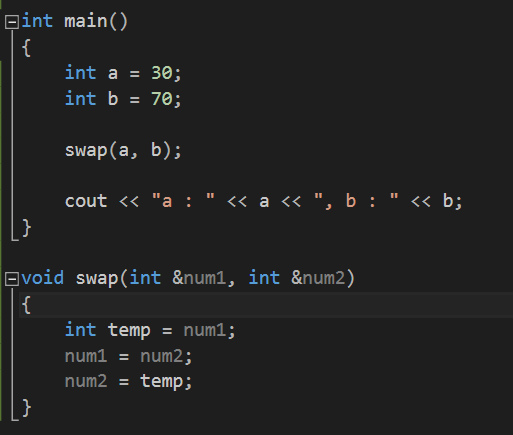 int main()
{
    int a = 30;
    int b = 70;

    swap(a, b);

    cout << "a : " << a << ", b : " << b;
}

void swap(int &num1, int &num2)
{
    int temp = num1;
    num1 = num2;
    num2 = temp;
}